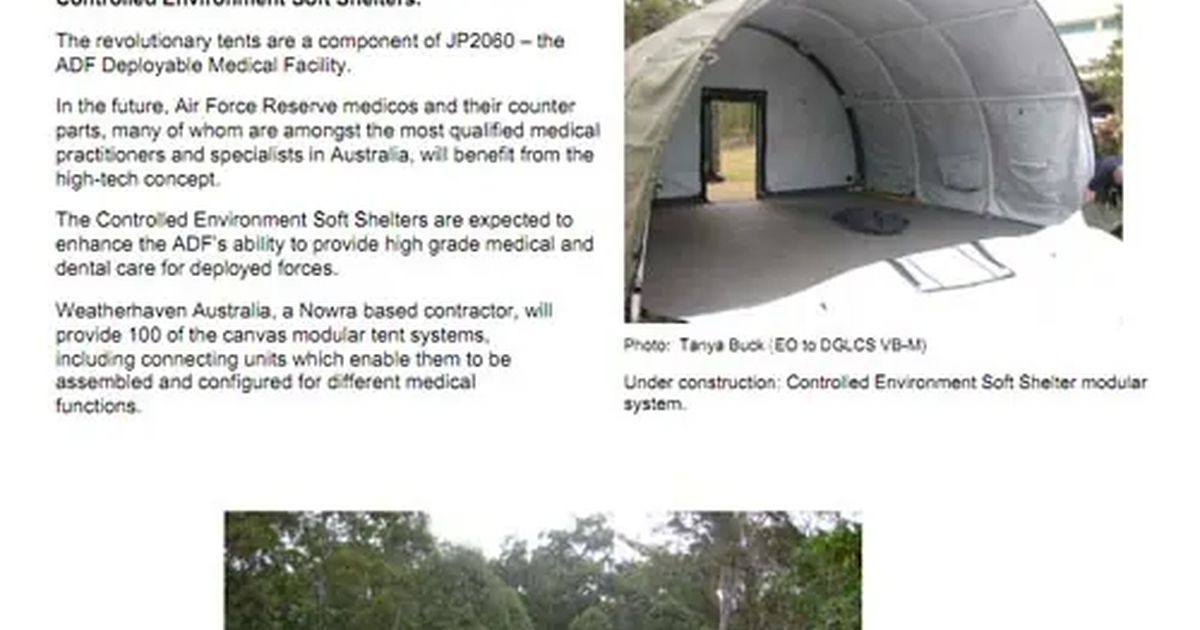 Controlled Environment Soft Shelters.
The revolutionary tents are a component of JP2060 – the
ADF Deployable Medical Facility.
In the future, Air Force Reserve medicos and their counter
parts, many of whom are amongst the most qualified medical
practitioners and specialists in Australia, will benefit from the
high-tech concept.
The Controlled Environment Soft Shelters are expected to
enhance the ADF's ability to provide high grade medical and
dental care for deployed forces.
Weatherhaven Australia, a Nowra based contractor, will
provide 100 of the canvas modular tent systems,
including connecting units which enable them to be
assembled and configured for different medical
functions.
Photo: Tanya Buck (EO to DGLCS VB-M)
Under construction: Controlled Environment Soft Shelter modular
system.